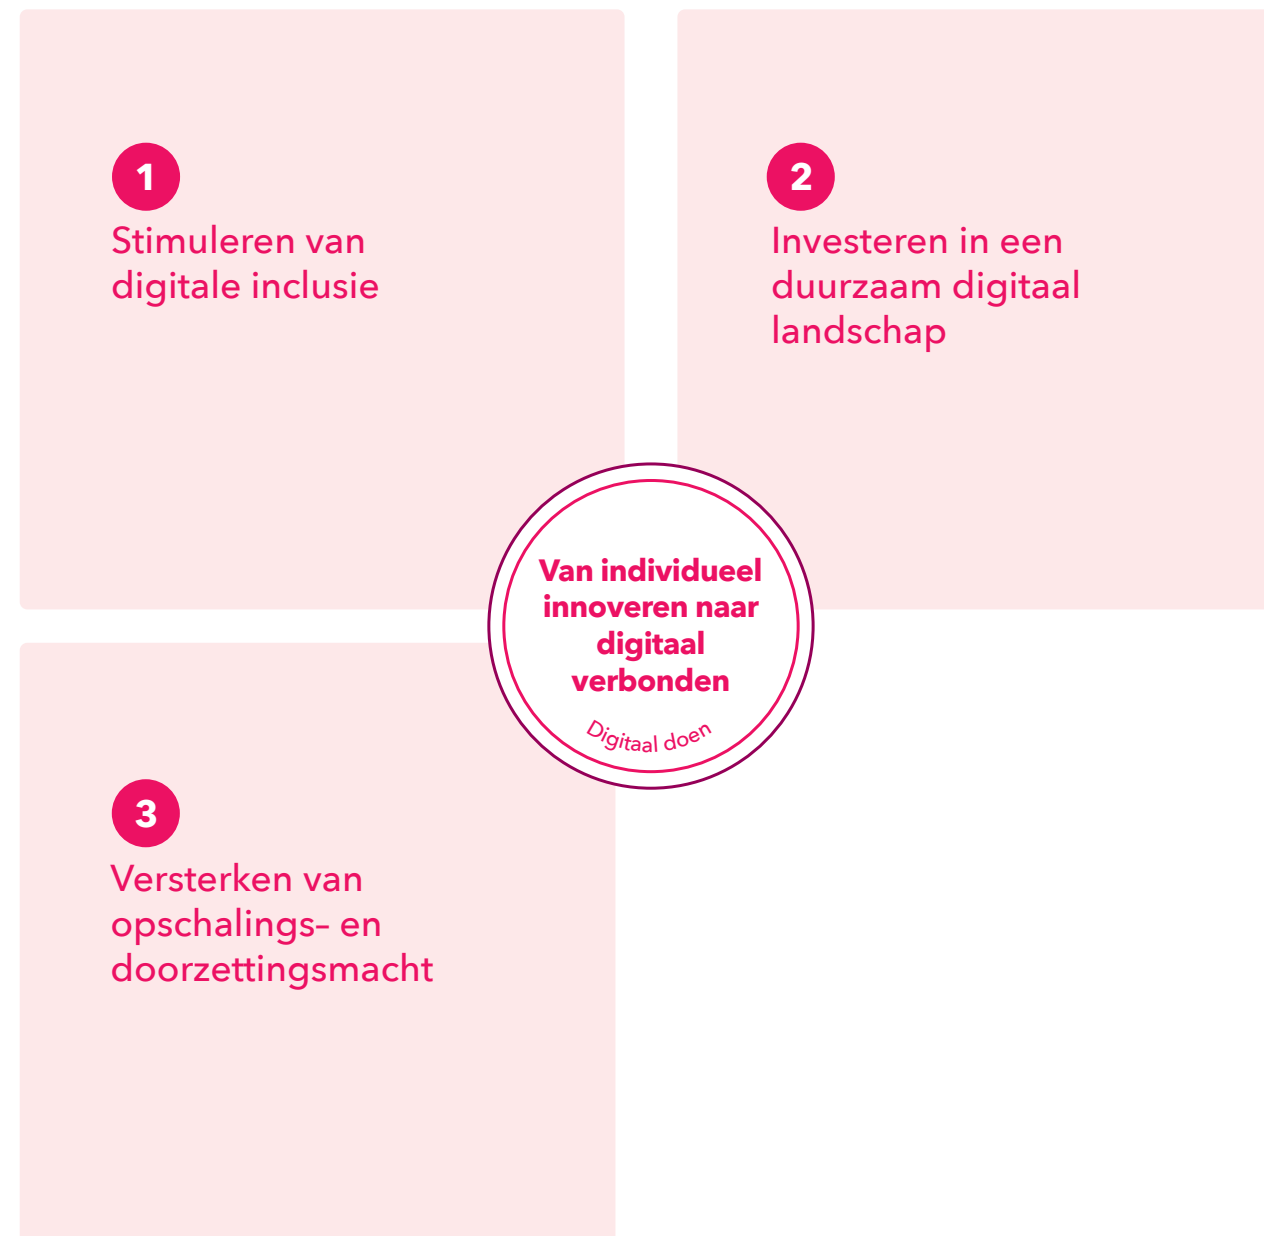 1
Stimuleren van
digitale inclusie
2
Investeren in een
duurzaam digitaal
landschap
Van individueel
innoveren naar
digitaal
verbonden
Digitaal doen
3
Versterken van
opschalings– en
doorzettingsmacht